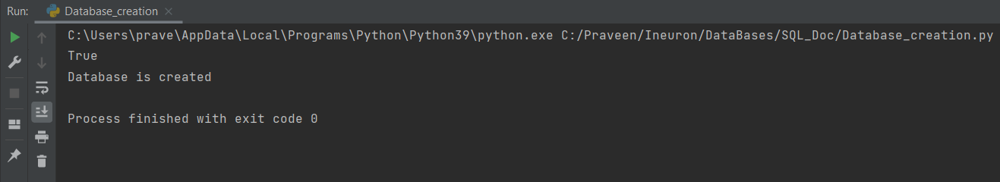 Run: Database_creation
C:\Users\prave\AppData\Local\Programs\Python\Python39\python.exe C:/Praveen/Ineuron/DataBases/SQL_Doc/Database_creation.py
True
Database is created
Process finished with exit code 0